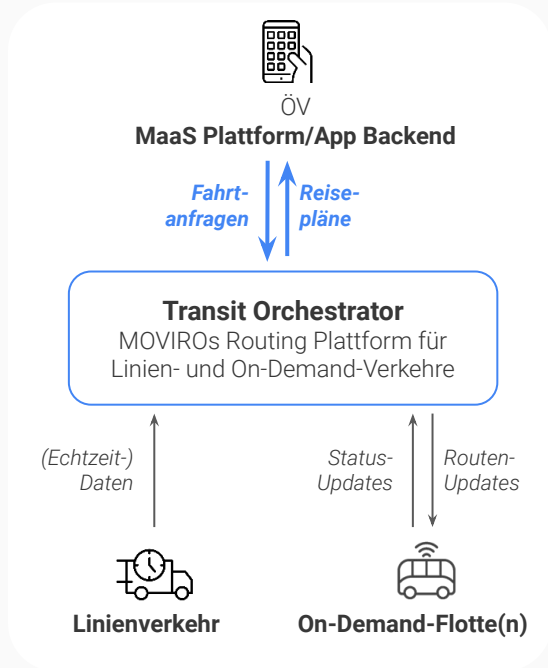 ÖV
MaaS Plattform/App Backend
Fahrt-
anfragen
Reise-
pläne
Transit Orchestrator
MOVIROs Routing Plattform für
Linien- und On-Demand-Verkehre
(Echtzeit-)
Daten
Status-
Updates
Routen-
Updates
Linienverkehr
On-Demand-Flotte(n)